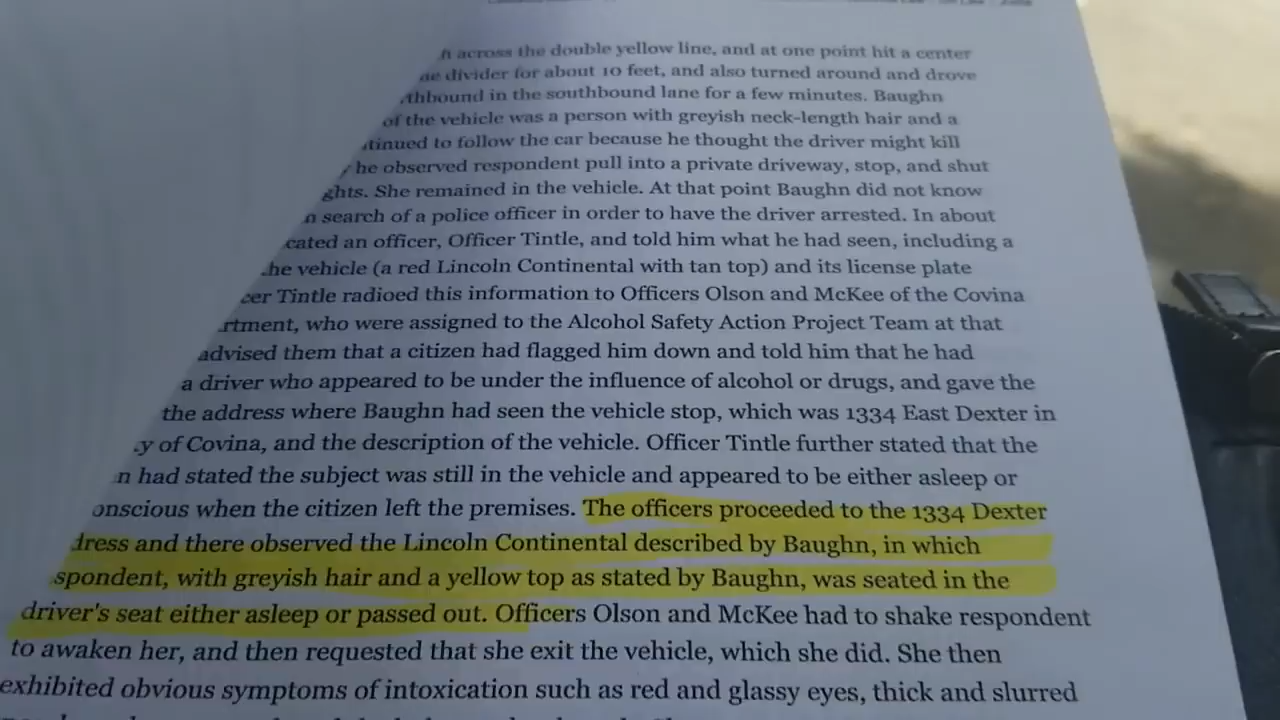 across the double yellow line, and at one point hit a center
divider for about 10 feet, and also turned around and drove
thbound in the southbound lane for a few minutes. Baughn
of the vehicle was a person with greyish neck-length hair and a
tinued to follow the car because he thought the driver might kill
he observed respondent pull into a private driveway, stop, and shut
ghts. She remained in the vehicle. At that point Baughn did not know
n search of a police officer in order to have the driver arrested. In about
cated an officer, Officer Tintle, and told him what he had seen, including a
he vehicle (a red Lincoln Continental with tan top) and its license plate
cer Tintle radioed this information to Officers Olson and McKee of the Covina
rtment, who were assigned to the Alcohol Safety Action Project Team at that
advised them that a citizen had flagged him down and told him that he had
a driver who appeared to be under the influence of alcohol or drugs, and gave the
the address where Baughn had seen the vehicle stop, which was 1334 East Dexter in
y of Covina, and the description of the vehicle. Officer Tintle further stated that the
n had stated the subject was still in the vehicle and appeared to be either asleep or
onscious when the citizen left the premises. The officers proceeded to the 1334 Dexter
dress and there observed the Lincoln Continental described by Baughn, in which
spondent, with greyish hair and a yellow top as stated by Baughn, was seated in the
driver's seat either asleep or passed out. Officers Olson and McKee had to shake respondent
to awaken her, and then requested that she exit the vehicle, which she did. She then
exhibited obvious symptoms of intoxication such as red and glassy eyes, thick and slurred